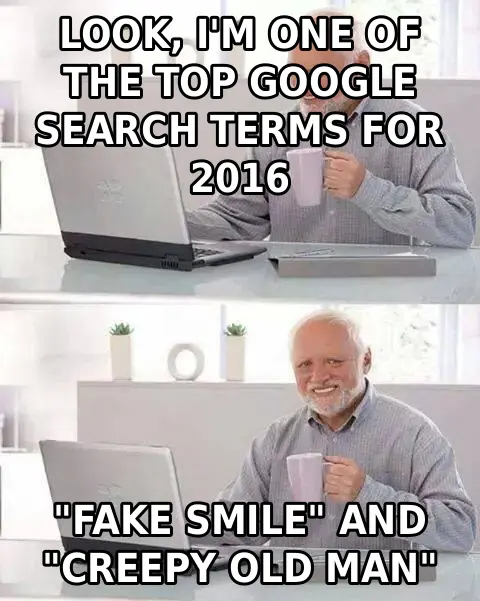 LOOK, I'M ONE OF
THE TOP GOOGLE
SEARCH TERMS FOR
2016
"FAKE SMILE" AND
"CREEPY OLD MAN"